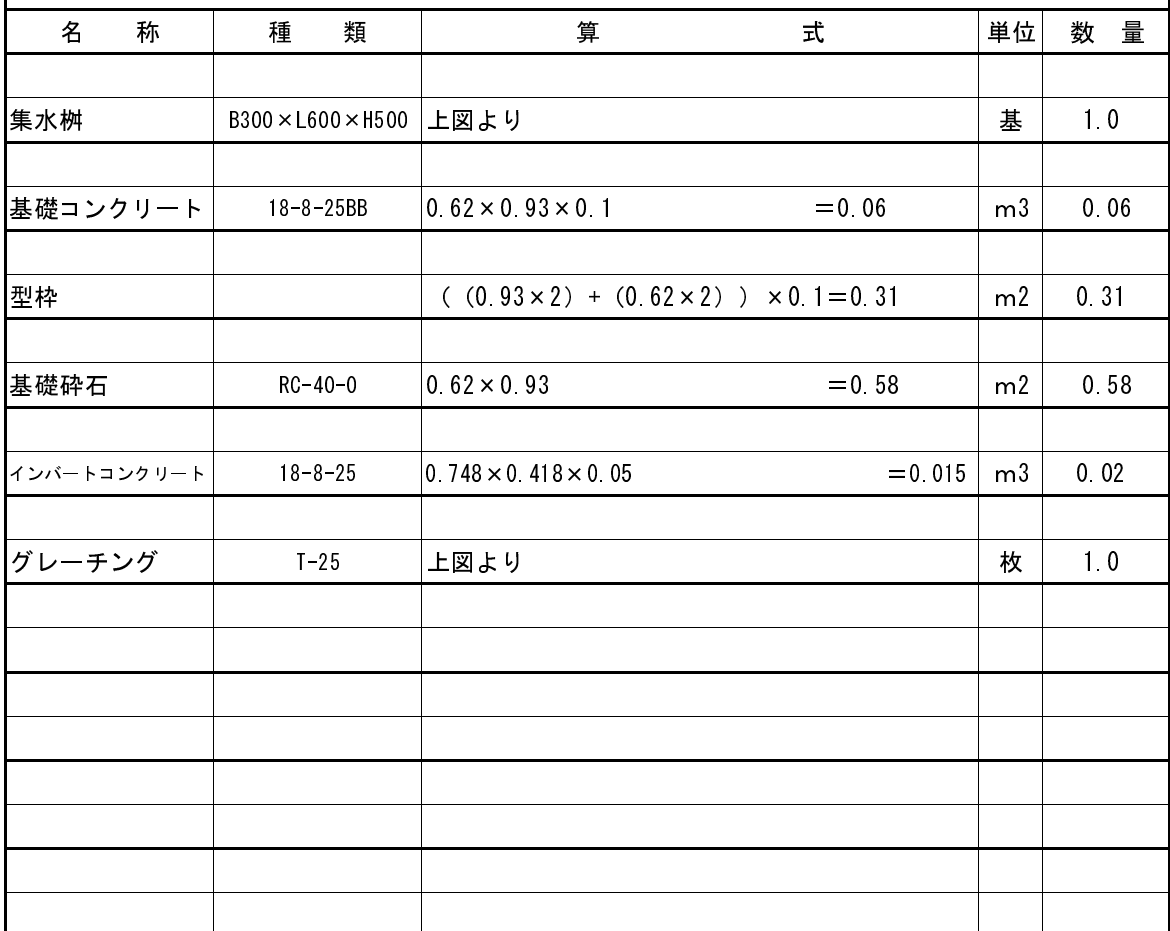 名 称 種 類 算 式 単位 数 量
集水桝 B300×L600×H500 上図より 基 1.0
基礎コンクリート 18-8-25BB 0.62×0.93×0.1 =0.06 m3 0.06
型枠 ((0.93×2)+(0.62×2))×0.1=0.31 m2 0.31
基礎砕石 RC-40-0 0.62×0.93 =0.58 m2 0.58
インバートコンクリート 18-8-25 0.748×0.418×0.05 =0.015 m3 0.02
グレーチング T-25 上図より 枚 1.0